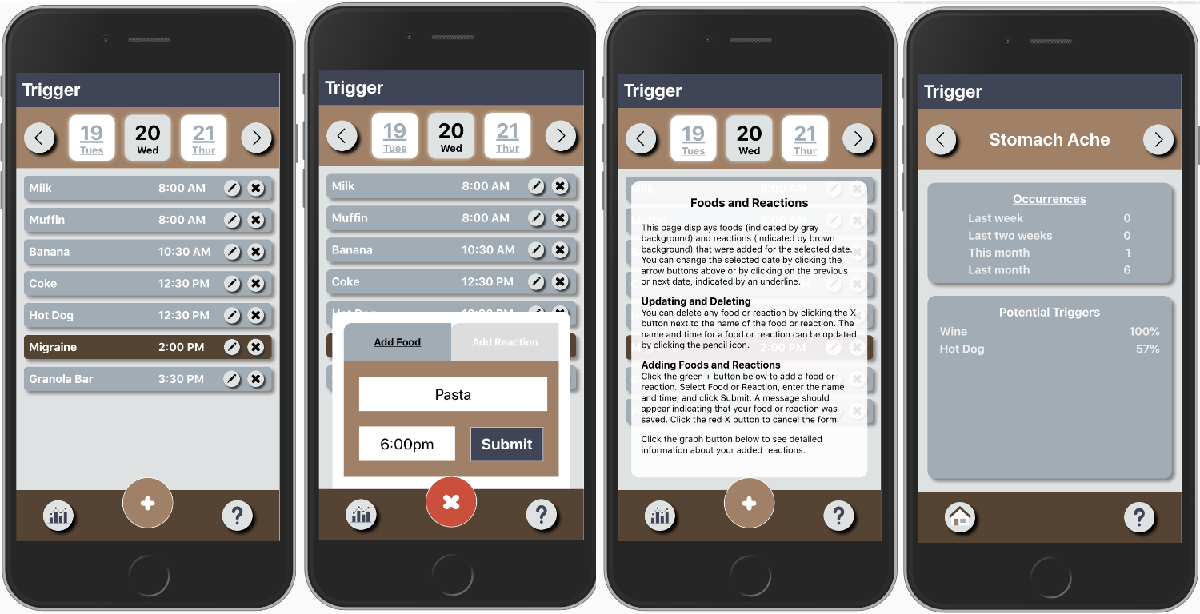 Trigger
19
Tues
20
Wed
21
Thur
Milk 8:00 AM
Muffin 8:00 AM
Banana 10:30 AM
Coke 12:30 PM
Hot Dog 12:30 PM
Migraine 2:00 PM
Granola Bar 3:30 PM
+
?
Trigger
19
Tues
20
Wed
21
Thur
Milk 8:00 AM
Muffin 8:00 AM
Banana 10:30 AM
Coke 12:30 PM
Hot Dog 12:30 PM
Add Food Add Reaction
Pasta
6:00pm Submit
?
Trigger
19
Tues
20
Wed
21
Thur
Milk 8:00 AM
Foods and Reactions
This page displays foods (indicated by gray
background) and reactions (indicated by brown
background) that were added for the selected date.
You can change the selected date by clicking the
arrow buttons above or by clicking on the previous
or next date, indicated by an underline.
Updating and Deleting
You can delete any food or reaction by clicking the X
button next to the name of the food or reaction. The
name and time for a food or reaction can be updated
by clicking the pencil icon.
Adding Foods and Reactions
Click the green + button below to add a food or
reaction. Select Food or Reaction, enter the name
and time, and click Submit. A message should
appear indicating that your food or reaction was
saved. Click the red X button to cancel the form.
Click the graph button below to see detailed
information about your added reactions.
+
?
Trigger
Stomach Ache
Occurrences
Last week 0
Last two weeks 0
This month 1
Last month 6
Potential Triggers
Wine 100%
Hot Dog 57%
?